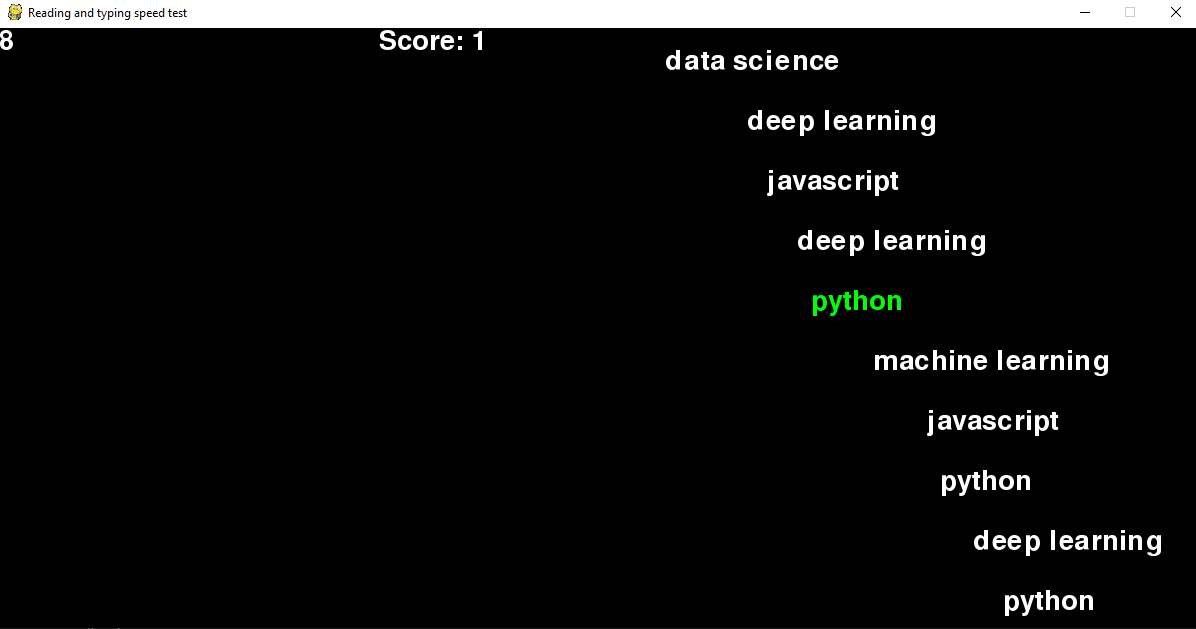 Reading and typing speed test
8
Score: 1
data science
deep learning
javascript
deep learning
python
machine learning
javascript
python
deep learning
python